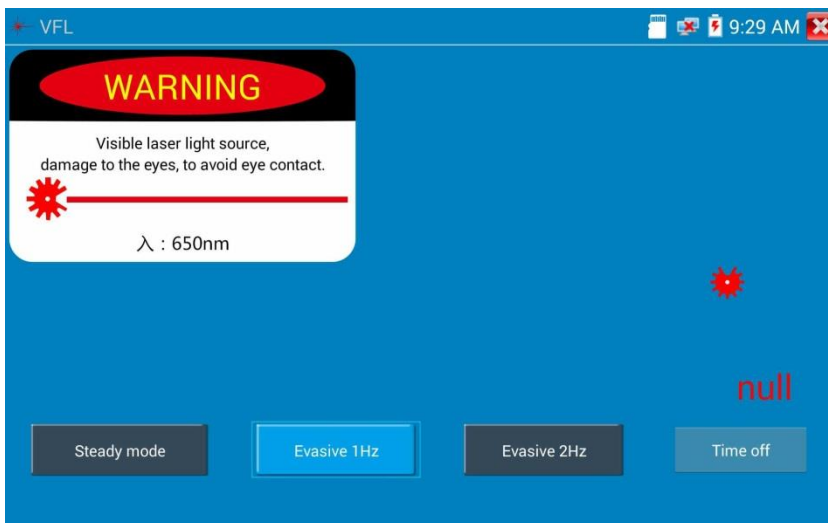 VFL
9:29 AM
WARNING
Visible laser light source,
damage to the eyes, to avoid eye contact.
入 : 650nm
null
Steady mode
Evasive 1Hz
Evasive 2Hz
Time off